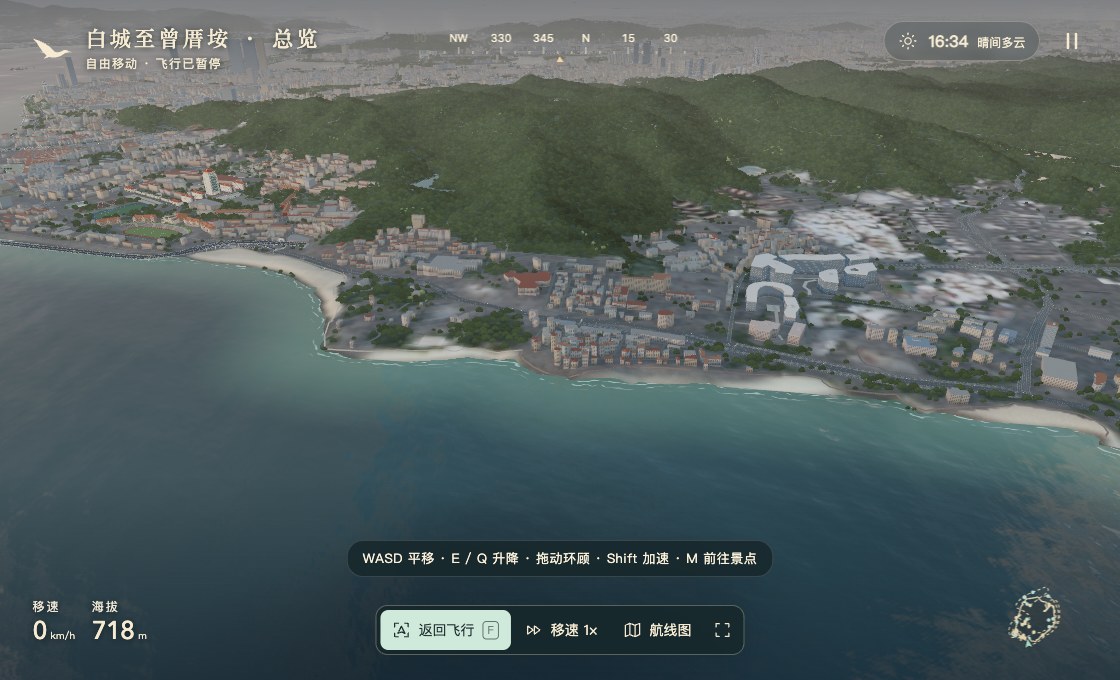 白城至曾厝垵 · 总览
自由移动 · 飞行已暂停
NW 330 345 N 15 30
16:34 晴间多云
WASD 平移 · E / Q 升降 · 拖动环顾 · Shift 加速 · M 前往景点
移速 海拔
0 km/h 718 m
返回飞行 F 移速 1x 航线图